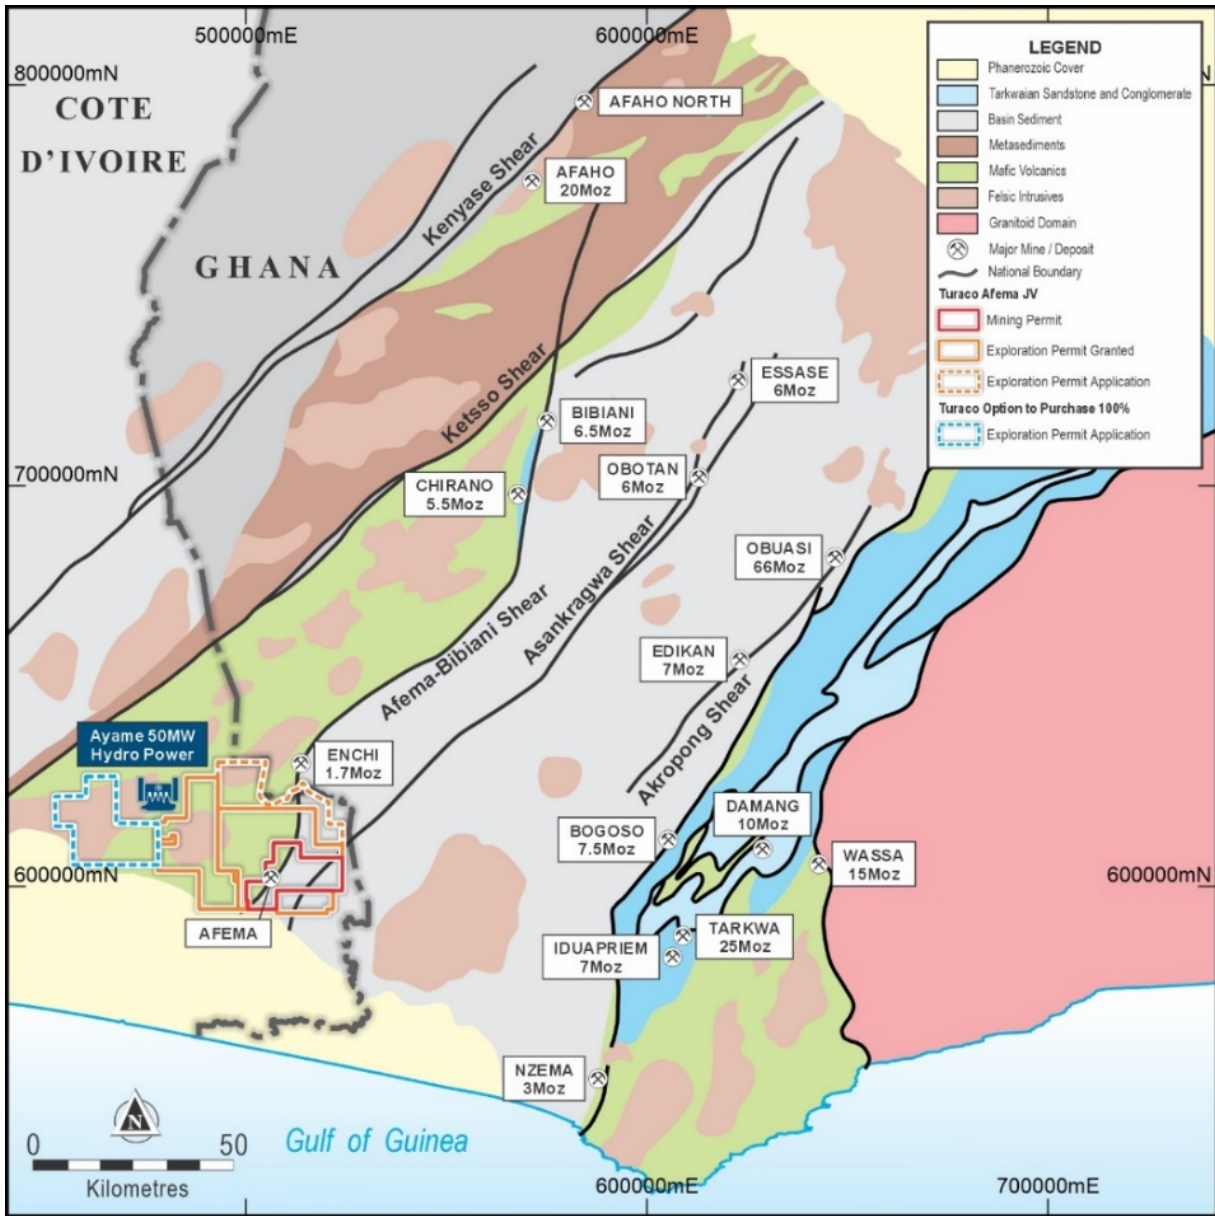 500000mE
600000mE
800000mN
COTE
D'IVOIRE
GHANA
AFAHO NORTH
Kenyase Shear
AFAHO
20Moz
LEGEND
Phanerozoic Cover
Tarkwaian Sandstone and Conglomerate
Basin Sediment
Metasediments
Mafic Volcanics
Felsic Intrusives
Granitoid Domain
Major Mine / Deposit
National Boundary
Turaco Afema JV
Mining Permit
Exploration Permit Granted
Exploration Permit Application
Turaco Option to Purchase 100%
Exploration Permit Application
N
Ketsso Shear
ESSASE
6Moz
BIBIANI
6.5Moz
700000mN
CHIRANO
5.5Moz
OBOTAN
6Moz
OBUASI
66Moz
Asankragwa Shear
Afema-Bibiani Shear
EDIKAN
7Moz
Akropong Shear
Ayame 50MW
Hydro Power
ENCHI
1.7Moz
DAMANG
10Moz
BOGOSO
7.5Moz
WASSA
15Moz
600000mN
600000mN
AFEMA
TARKWA
25Moz
IDUAPRIEM
7Moz
NZEMA
3Moz
N
0 50
Kilometres
Gulf of Guinea
600000mE
700000mE